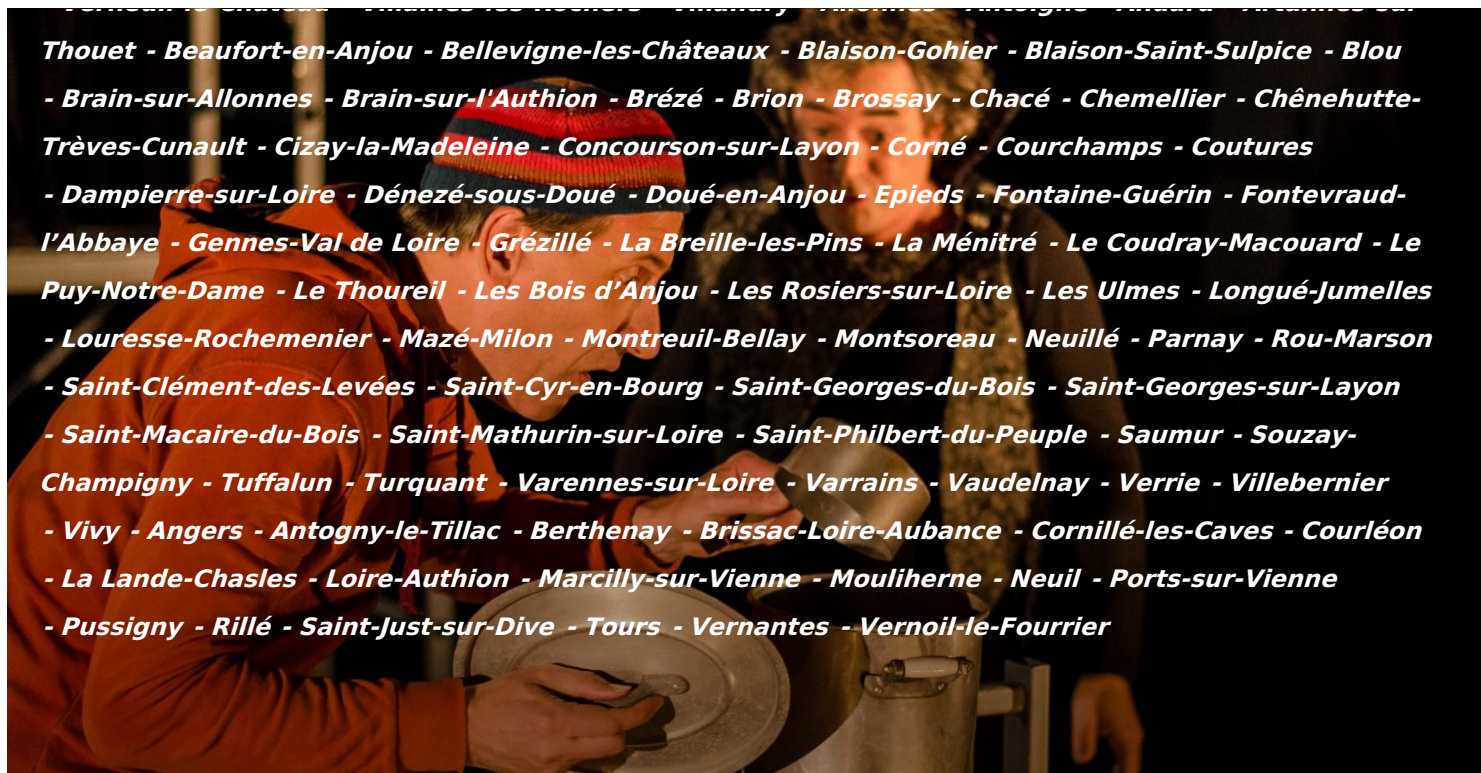 Thouet - Beaufort-en-Anjou - Bellevigne-les-Châteaux - Blaison-Gohier - Blaison-Saint-Sulpice - Blou
- Brain-sur-Allonnes - Brain-sur-l'Authion - Brézé - Brion - Brossay - Chacé - Chemellier - Chênehutte-
Trèves-Cunault - Cizay-la-Madeleine - Concourson-sur-Layon - Corné - Courchamps - Coutures
- Dampierre-sur-Loire - Dénezé-sous-Doué - Doué-en-Anjou - Epieds - Fontaine-Guérin - Fontevraud-
l’Abbaye - Gennes-Val de Loire - Grézillé - La Breille-les-Pins - La Ménitré - Le Coudray-Macouard - Le
Puy-Notre-Dame - Le Thoureil - Les Bois d’Anjou - Les Rosiers-sur-Loire - Les Ulmes - Longué-Jumelles
- Louresse-Rochemenier - Mazé-Milon - Montreuil-Bellay - Montsoreau - Neuillé - Parnay - Rou-Marson
- Saint-Clément-des-Levées - Saint-Cyr-en-Bourg - Saint-Georges-du-Bois - Saint-Georges-sur-Layon
- Saint-Macaire-du-Bois - Saint-Mathurin-sur-Loire - Saint-Philbert-du-Peuple - Saumur - Souzay-
Champigny - Tuffalun - Turquant - Varennes-sur-Loire - Varrains - Vaudelnay - Verrie - Villebernier
- Vivy - Angers - Antogny-le-Tillac - Berthenay - Brissac-Loire-Aubance - Cornillé-les-Caves - Courléon
- La Lande-Chasles - Loire-Authion - Marcilly-sur-Vienne - Mouliherne - Neuil - Ports-sur-Vienne
- Pussigny - Rillé - Saint-Just-sur-Dive - Tours - Vernantes - Vernoil-le-Fourrier